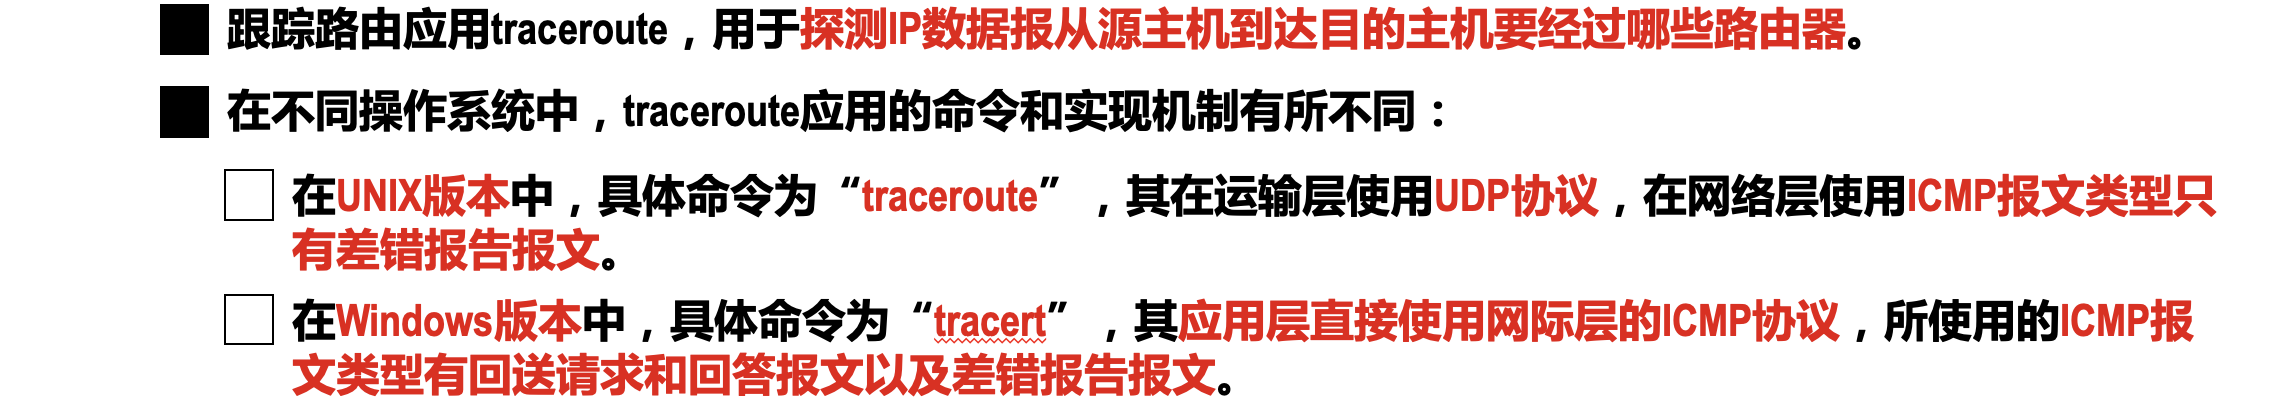 跟踪路由应用traceroute，用于探测IP数据报从源主机到达目的主机要经过哪些路由器。
在不同操作系统中，traceroute应用的命令和实现机制有所不同：
在UNIX版本中，具体命令为“traceroute”，其在运输层使用UDP协议，在网络层使用ICMP报文类型只
有差错报告报文。
在Windows版本中，具体命令为“tracert”，其应用层直接使用网际层的ICMP协议，所使用的ICMP报
文类型有回送请求和回答报文以及差错报告报文。